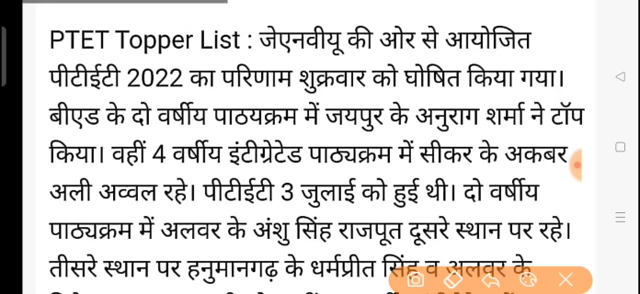 PTET Topper List : जेएनवीयू की ओर से आयोजित
पीटीईटी 2022 का परिणाम शुक्रवार को घोषित किया गया।
बीएड के दो वर्षीय पाठयक्रम में जयपुर के अनुराग शर्मा ने टॉप
किया। वहीं 4 वर्षीय इंटीग्रेटेड पाठ्यक्रम में सीकर के अकबर
अली अव्वल रहे। पीटीईटी 3 जुलाई को हुई थी। दो वर्षीय
पाठ्यक्रम में अलवर के अंशु सिंह राजपूत दूसरे स्थान पर रहे।
तीसरे स्थान पर हनुमानगढ़ के धर्मप्रीत सिंह व अलवर के